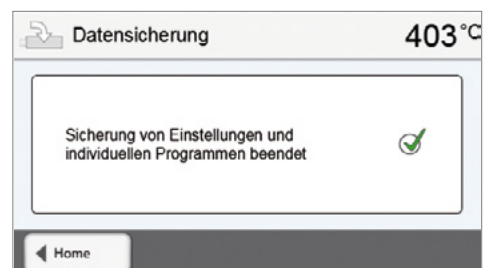 Datensicherung
403 °C
Sicherung von Einstellungen und
individuellen Programmen beendet
Home